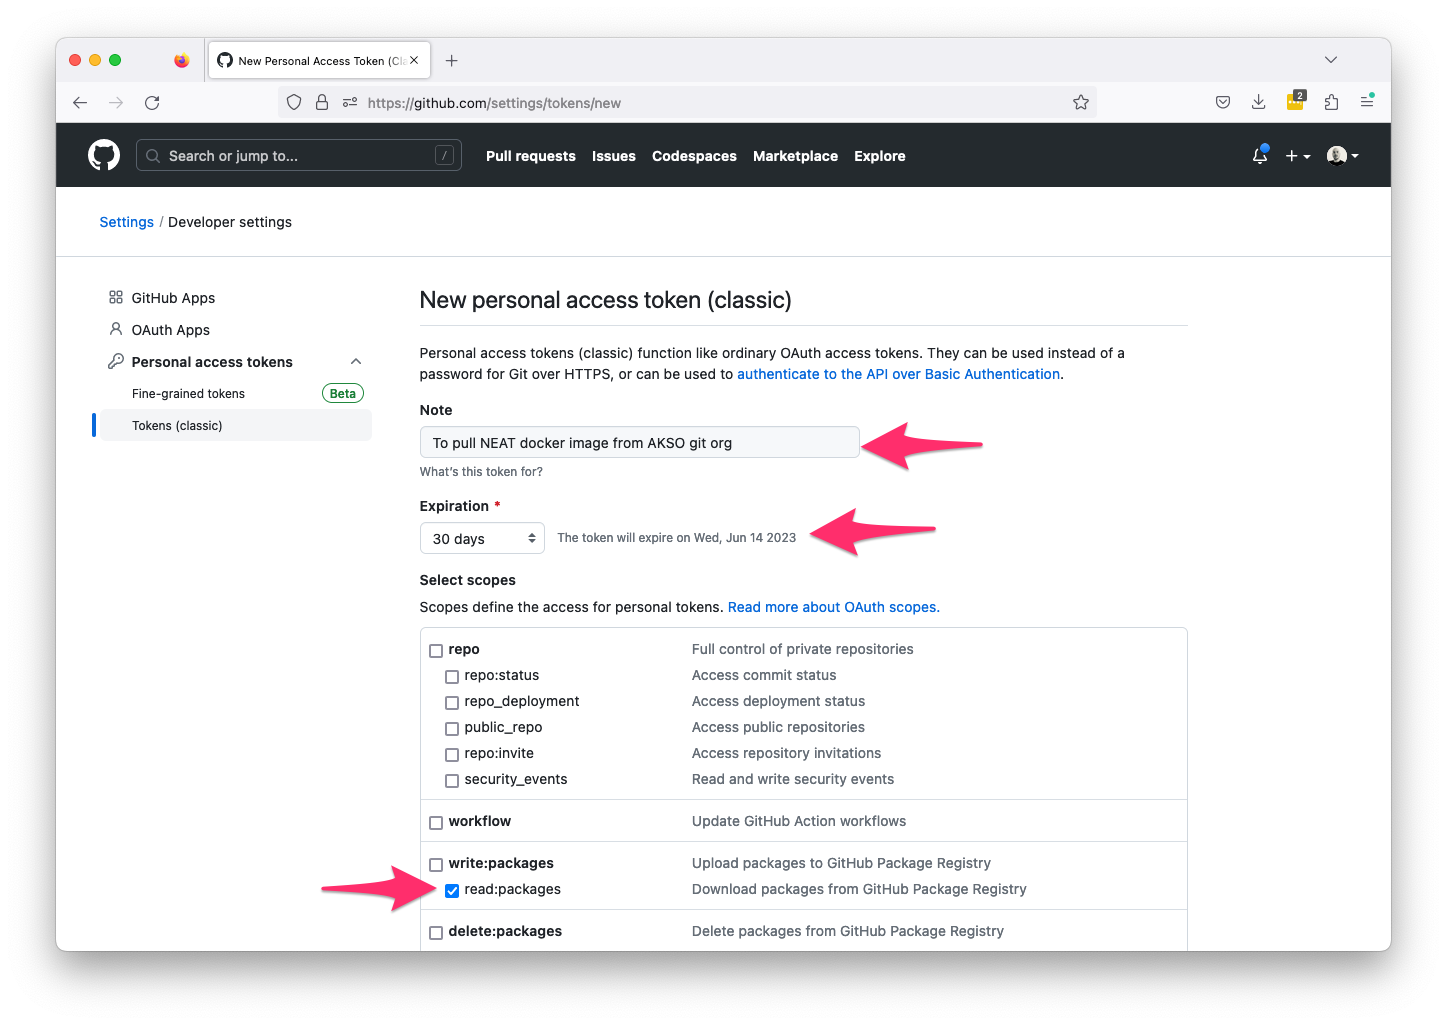 New Personal Access Token (Cla
https://github.com/settings/tokens/new
2
Search or jump to...
/
Pull requests
Issues
Codespaces
Marketplace
Explore
Settings / Developer settings
GitHub Apps
OAuth Apps
Personal access tokens
Fine-grained tokens
Beta
Tokens (classic)
New personal access token (classic)
Personal access tokens (classic) function like ordinary OAuth access tokens. They can be used instead of a
password for Git over HTTPS, or can be used to authenticate to the API over Basic Authentication.
Note
To pull NEAT docker image from AKSO git org
What's this token for?
Expiration *
30 days
The token will expire on Wed, Jun 14 2023
Select scopes
Scopes define the access for personal tokens. Read more about OAuth scopes.
repo Full control of private repositories
repo:status Access commit status
repo_deployment Access deployment status
public_repo Access public repositories
repo:invite Access repository invitations
security_events Read and write security events
workflow Update GitHub Action workflows
write:packages Upload packages to GitHub Package Registry
read:packages Download packages from GitHub Package Registry
delete:packages Delete packages from GitHub Package Registry